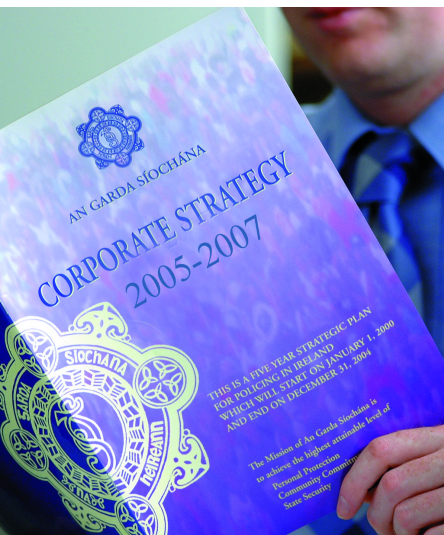 AN GARDA SÍOCHÁNA
CORPORATE STRATEGY
2005-2007
THIS IS A FIVE YEAR STRATEGIC PLAN
FOR POLICING IN IRELAND
WHICH WILL START ON JANUARY 1, 2000
AND END ON DECEMBER 31, 2004
The Mission of An Garda Síochána is
to achieve the highest attainable level of
Personal Protection
Community
State Security
SÍOCHÁNA